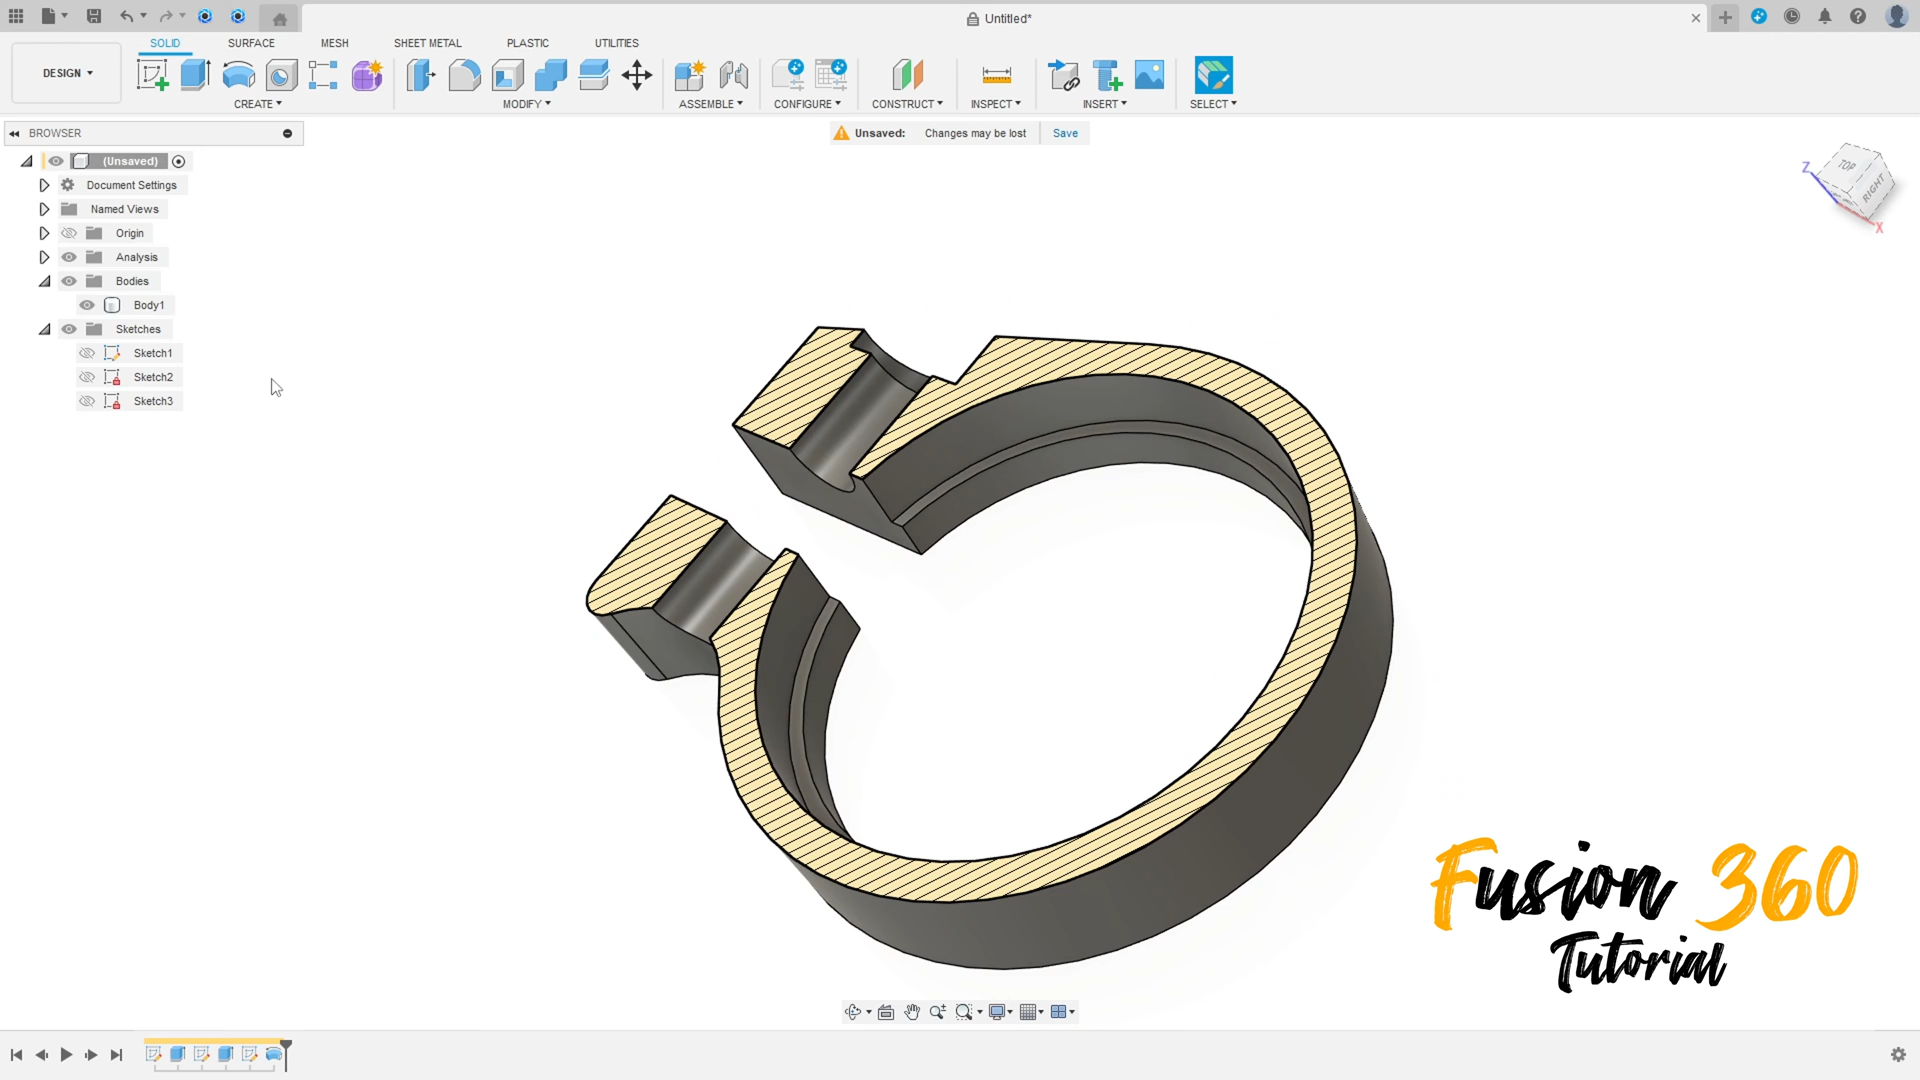 Untitled*
SOLID SURFACE MESH SHEET METAL PLASTIC UTILITIES
DESIGN
CREATE MODIFY ASSEMBLE CONFIGURE CONSTRUCT INSPECT INSERT SELECT
BROWSER
Unsaved: Changes may be lost Save
(Unsaved)
Document Settings
Named Views
Origin
Analysis
Bodies
Body1
Sketches
Sketch1
Sketch2
Sketch3
TOP
RIGHT
Z
X
Fusion 360
Tutorial